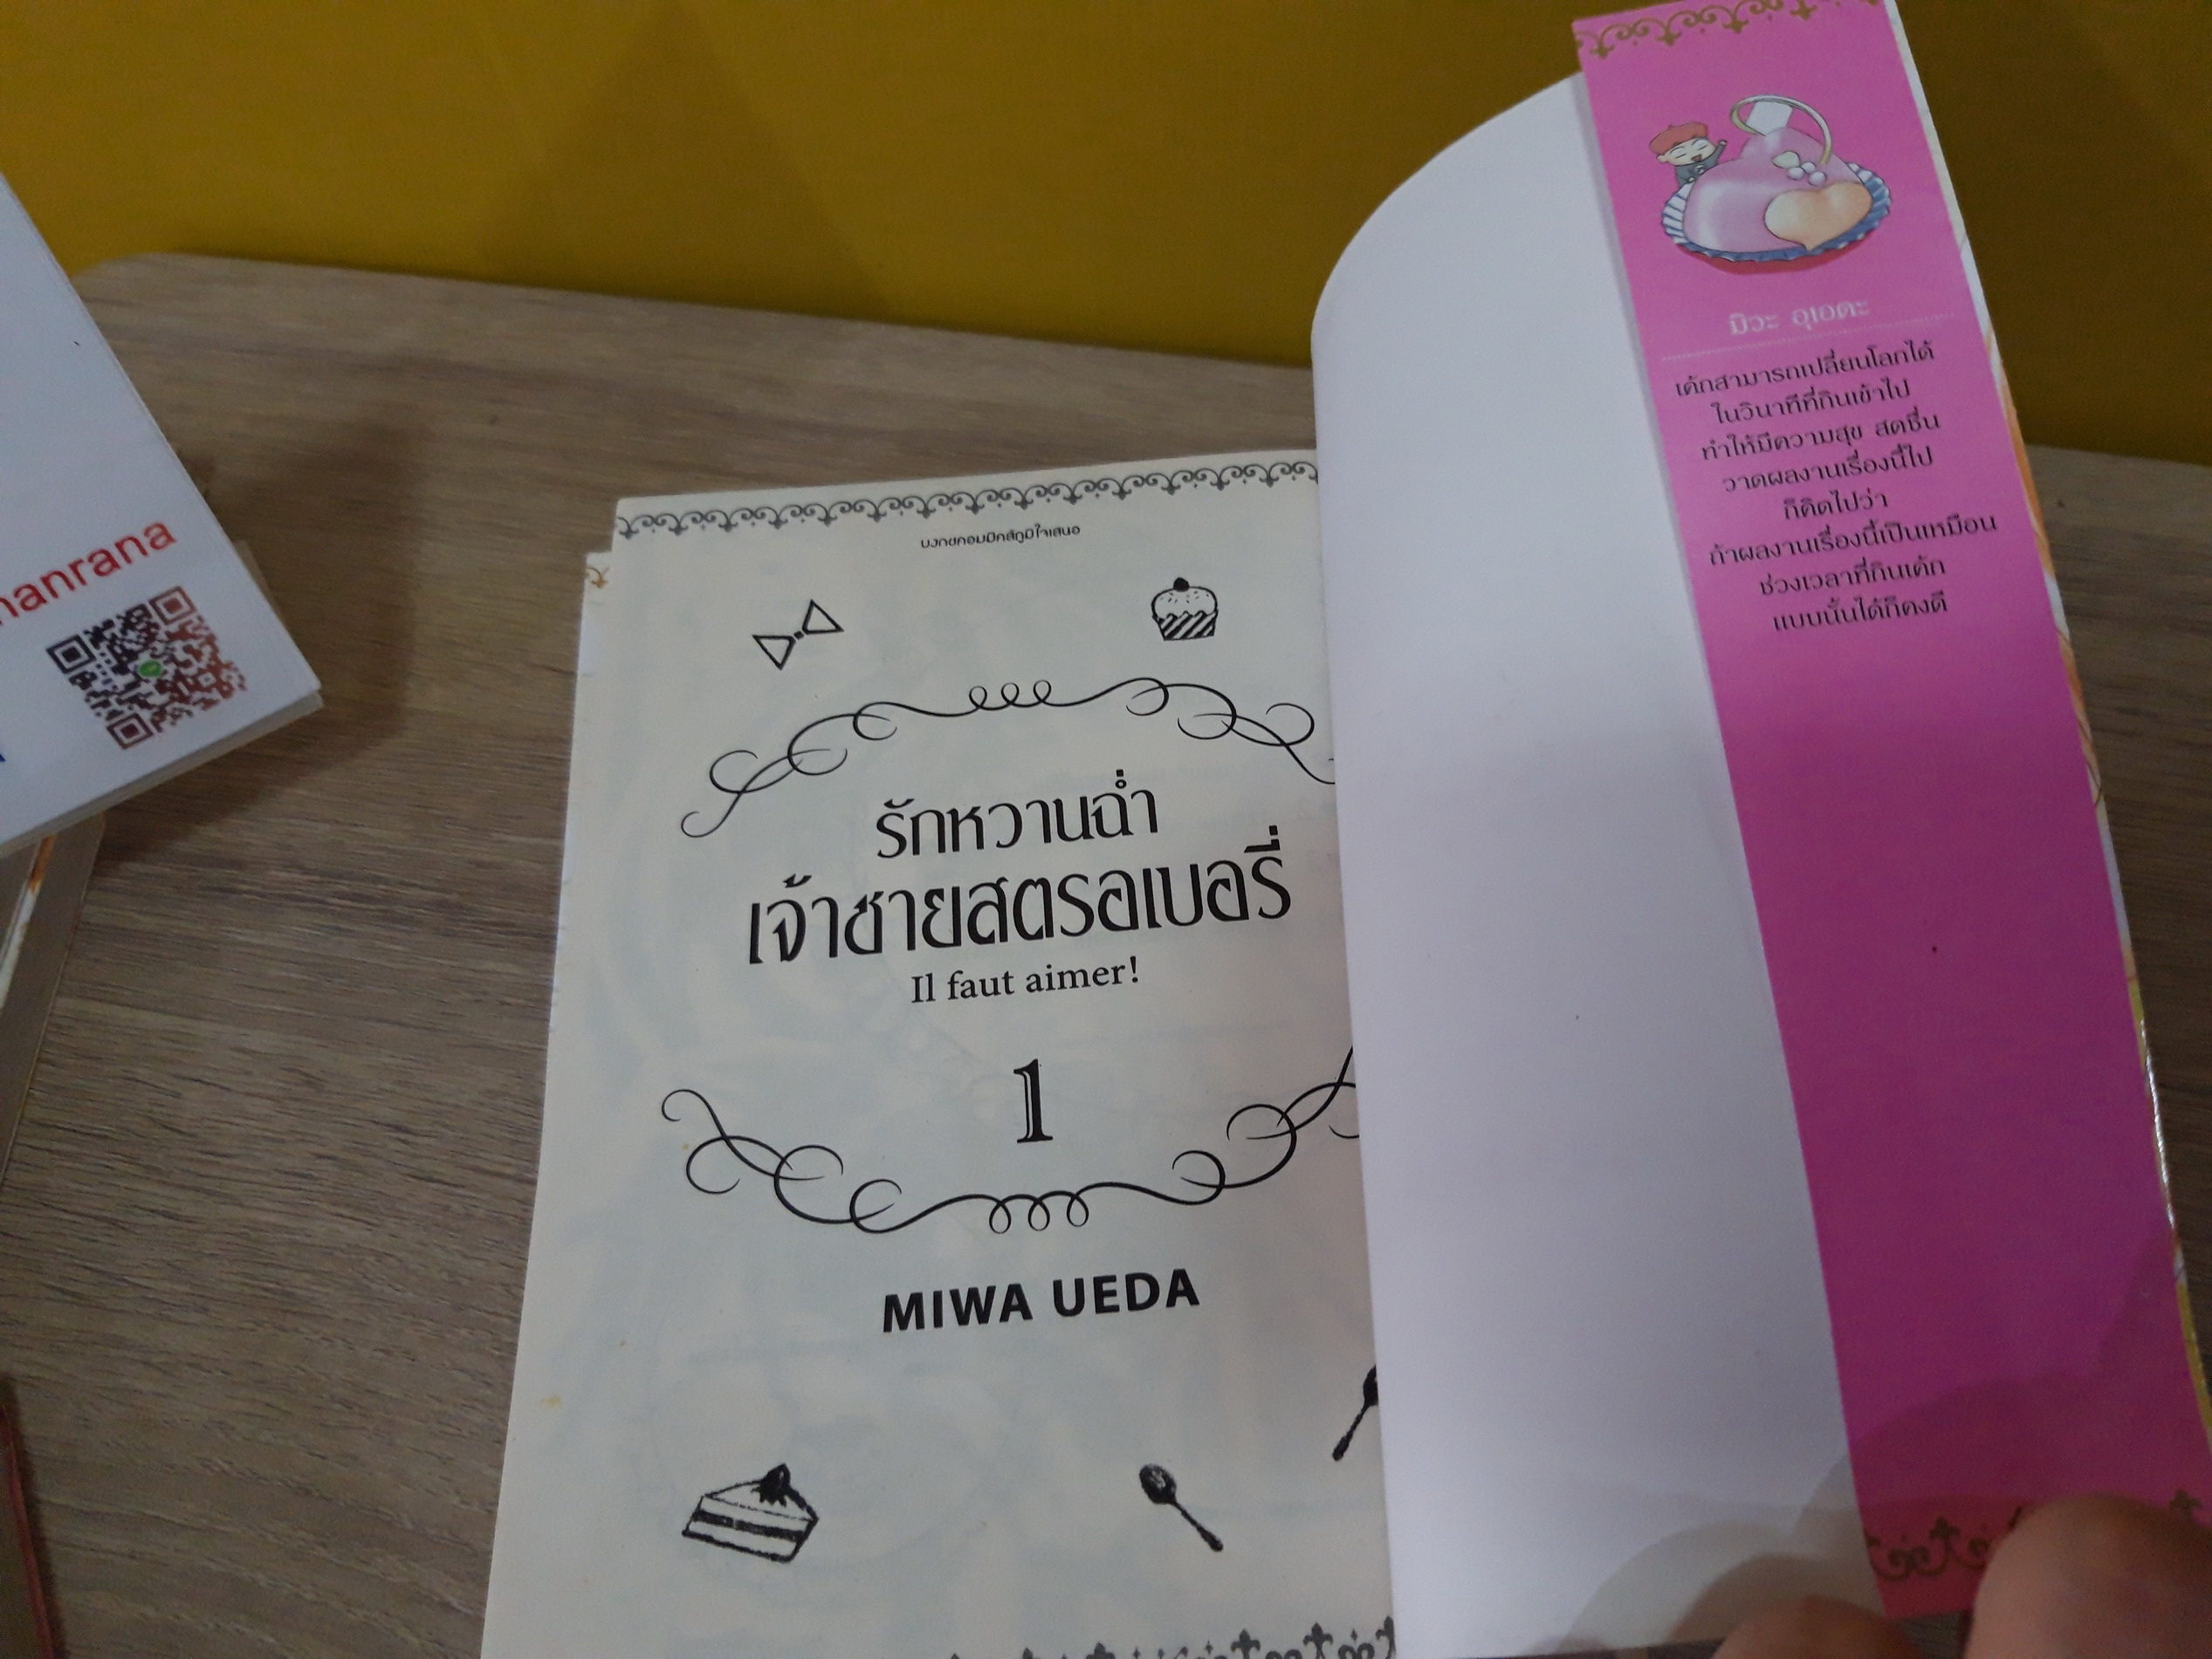 hanrana
บงกชคอมมิคส์ภูมิใจเสนอ
รักหวานฉ่ำ
เจ้าชายสตรอเบอรี่
Il faut aimer!
1
MIWA UEDA
มิวะ อุเอดะ
เค้กสามารถเปลี่ยนโลกได้
ในวินาทีที่กินเข้าไป
ทำให้มีความสุข สดชื่น
วาดผลงานเรื่องนี้ไป
ก็คิดไปว่า
ถ้าผลงานเรื่องนี้เป็นเหมือน
ช่วงเวลาที่กินเค้ก
แบบนั้นได้ก็คงดี